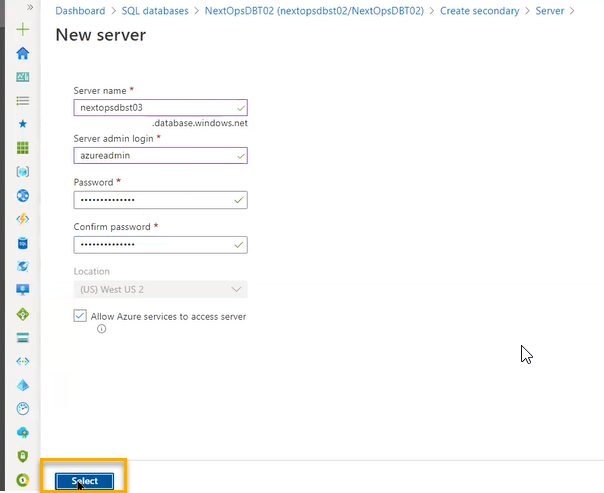 »
Dashboard > SQL databases > NextOpsDBT02 (nextopsdbst02/NextOpsDBT02) > Create secondary > Server >
New server
Server name *
nextopsdbst03
.database.windows.net
Server admin login *
azureadmin
Password *
••••••••••••••
Confirm password *
••••••••••••••
Location
(US) West US 2
Allow Azure services to access server
Select